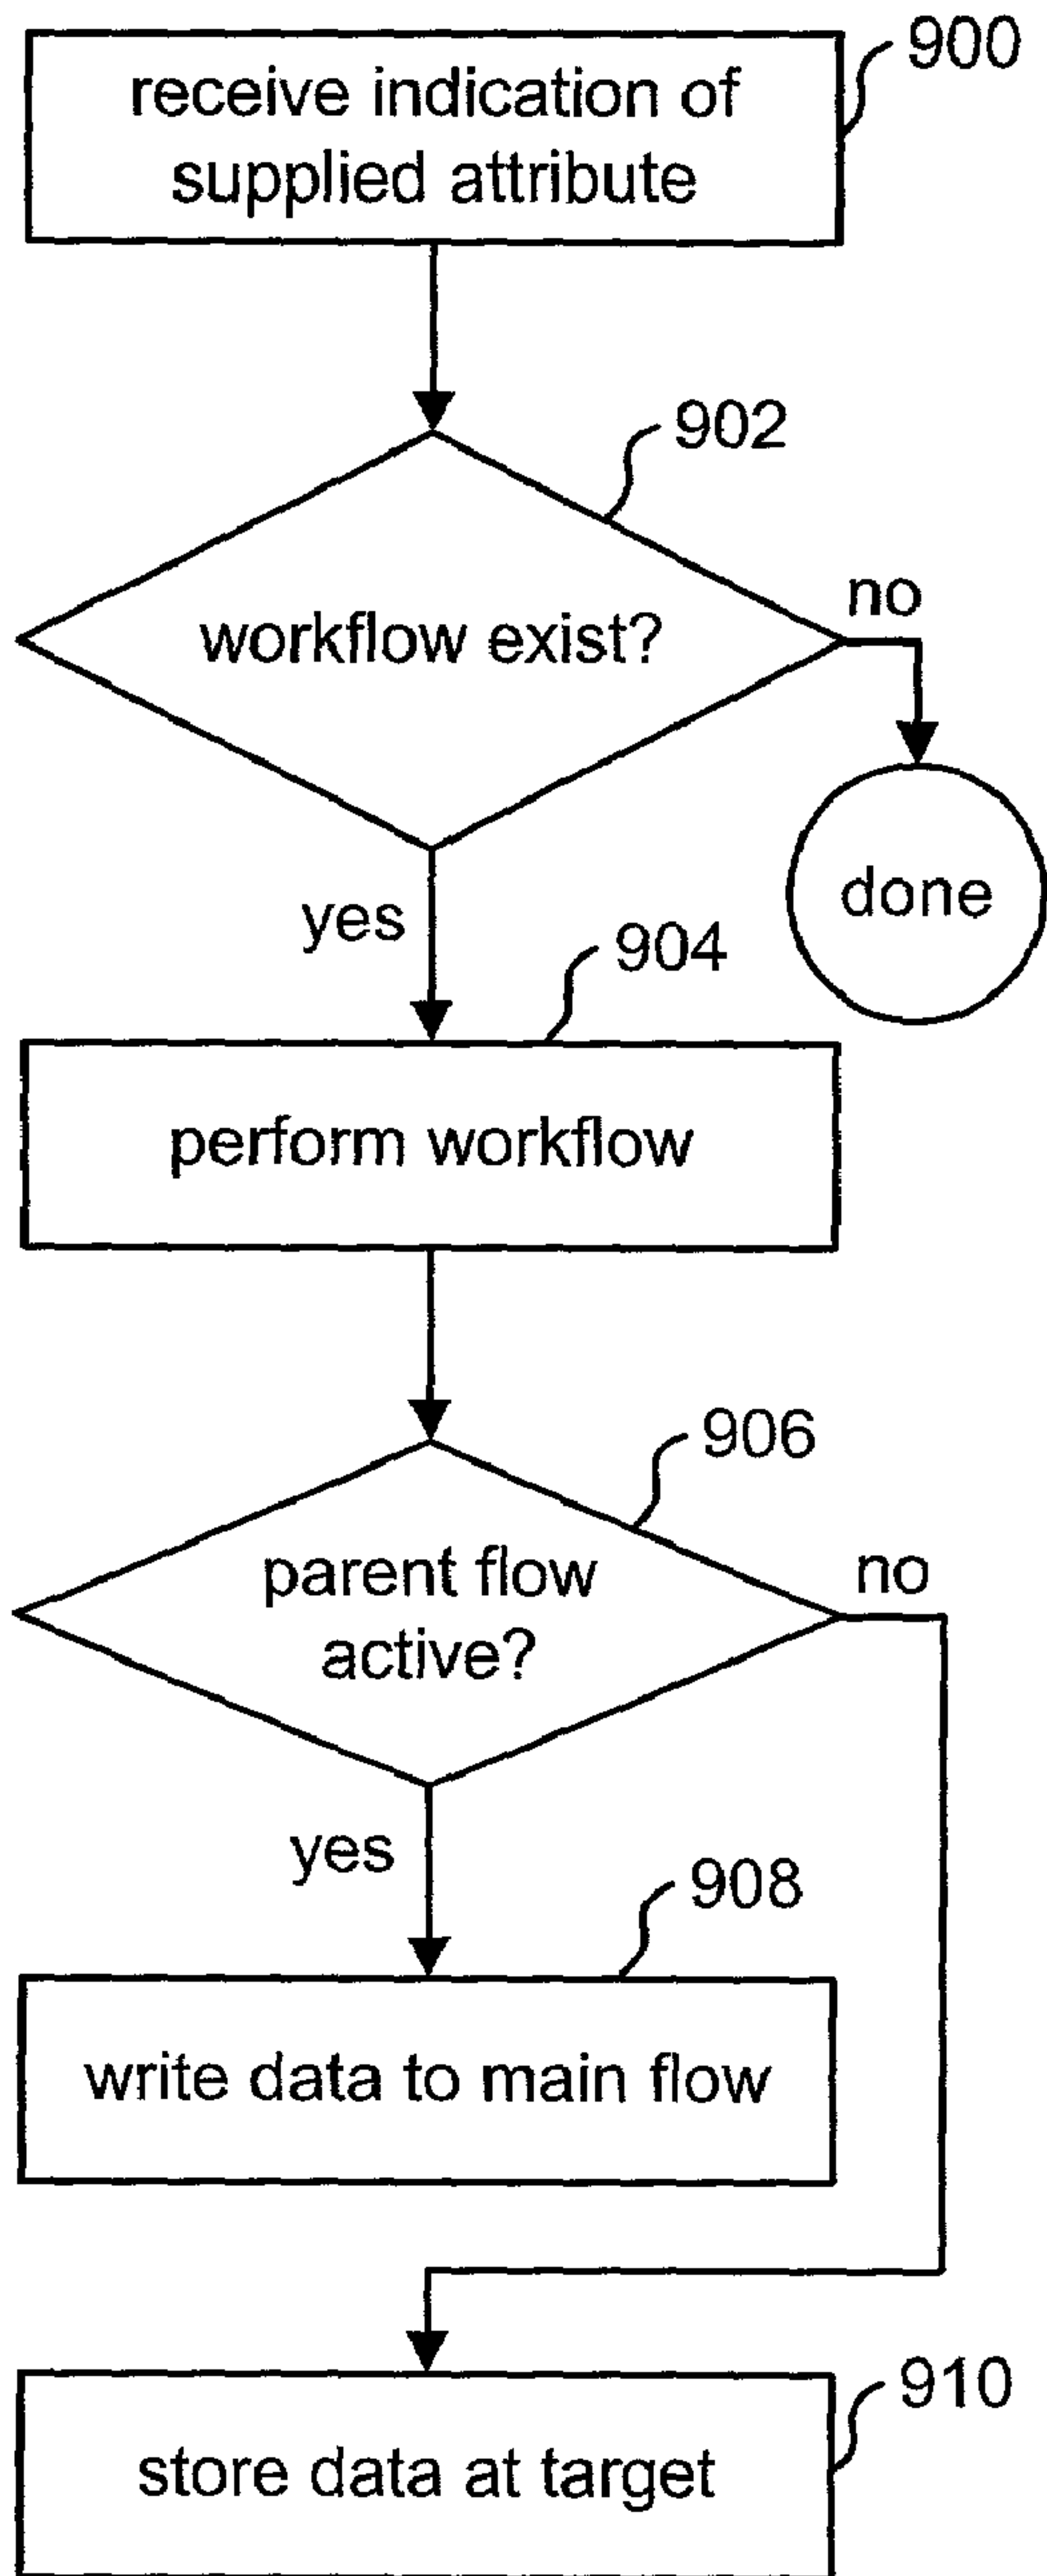 900
receive indication of
supplied attribute
902
workflow exist?
no
done
yes
904
perform workflow
906
parent flow
active?
no
yes
908
write data to main flow
910
store data at target